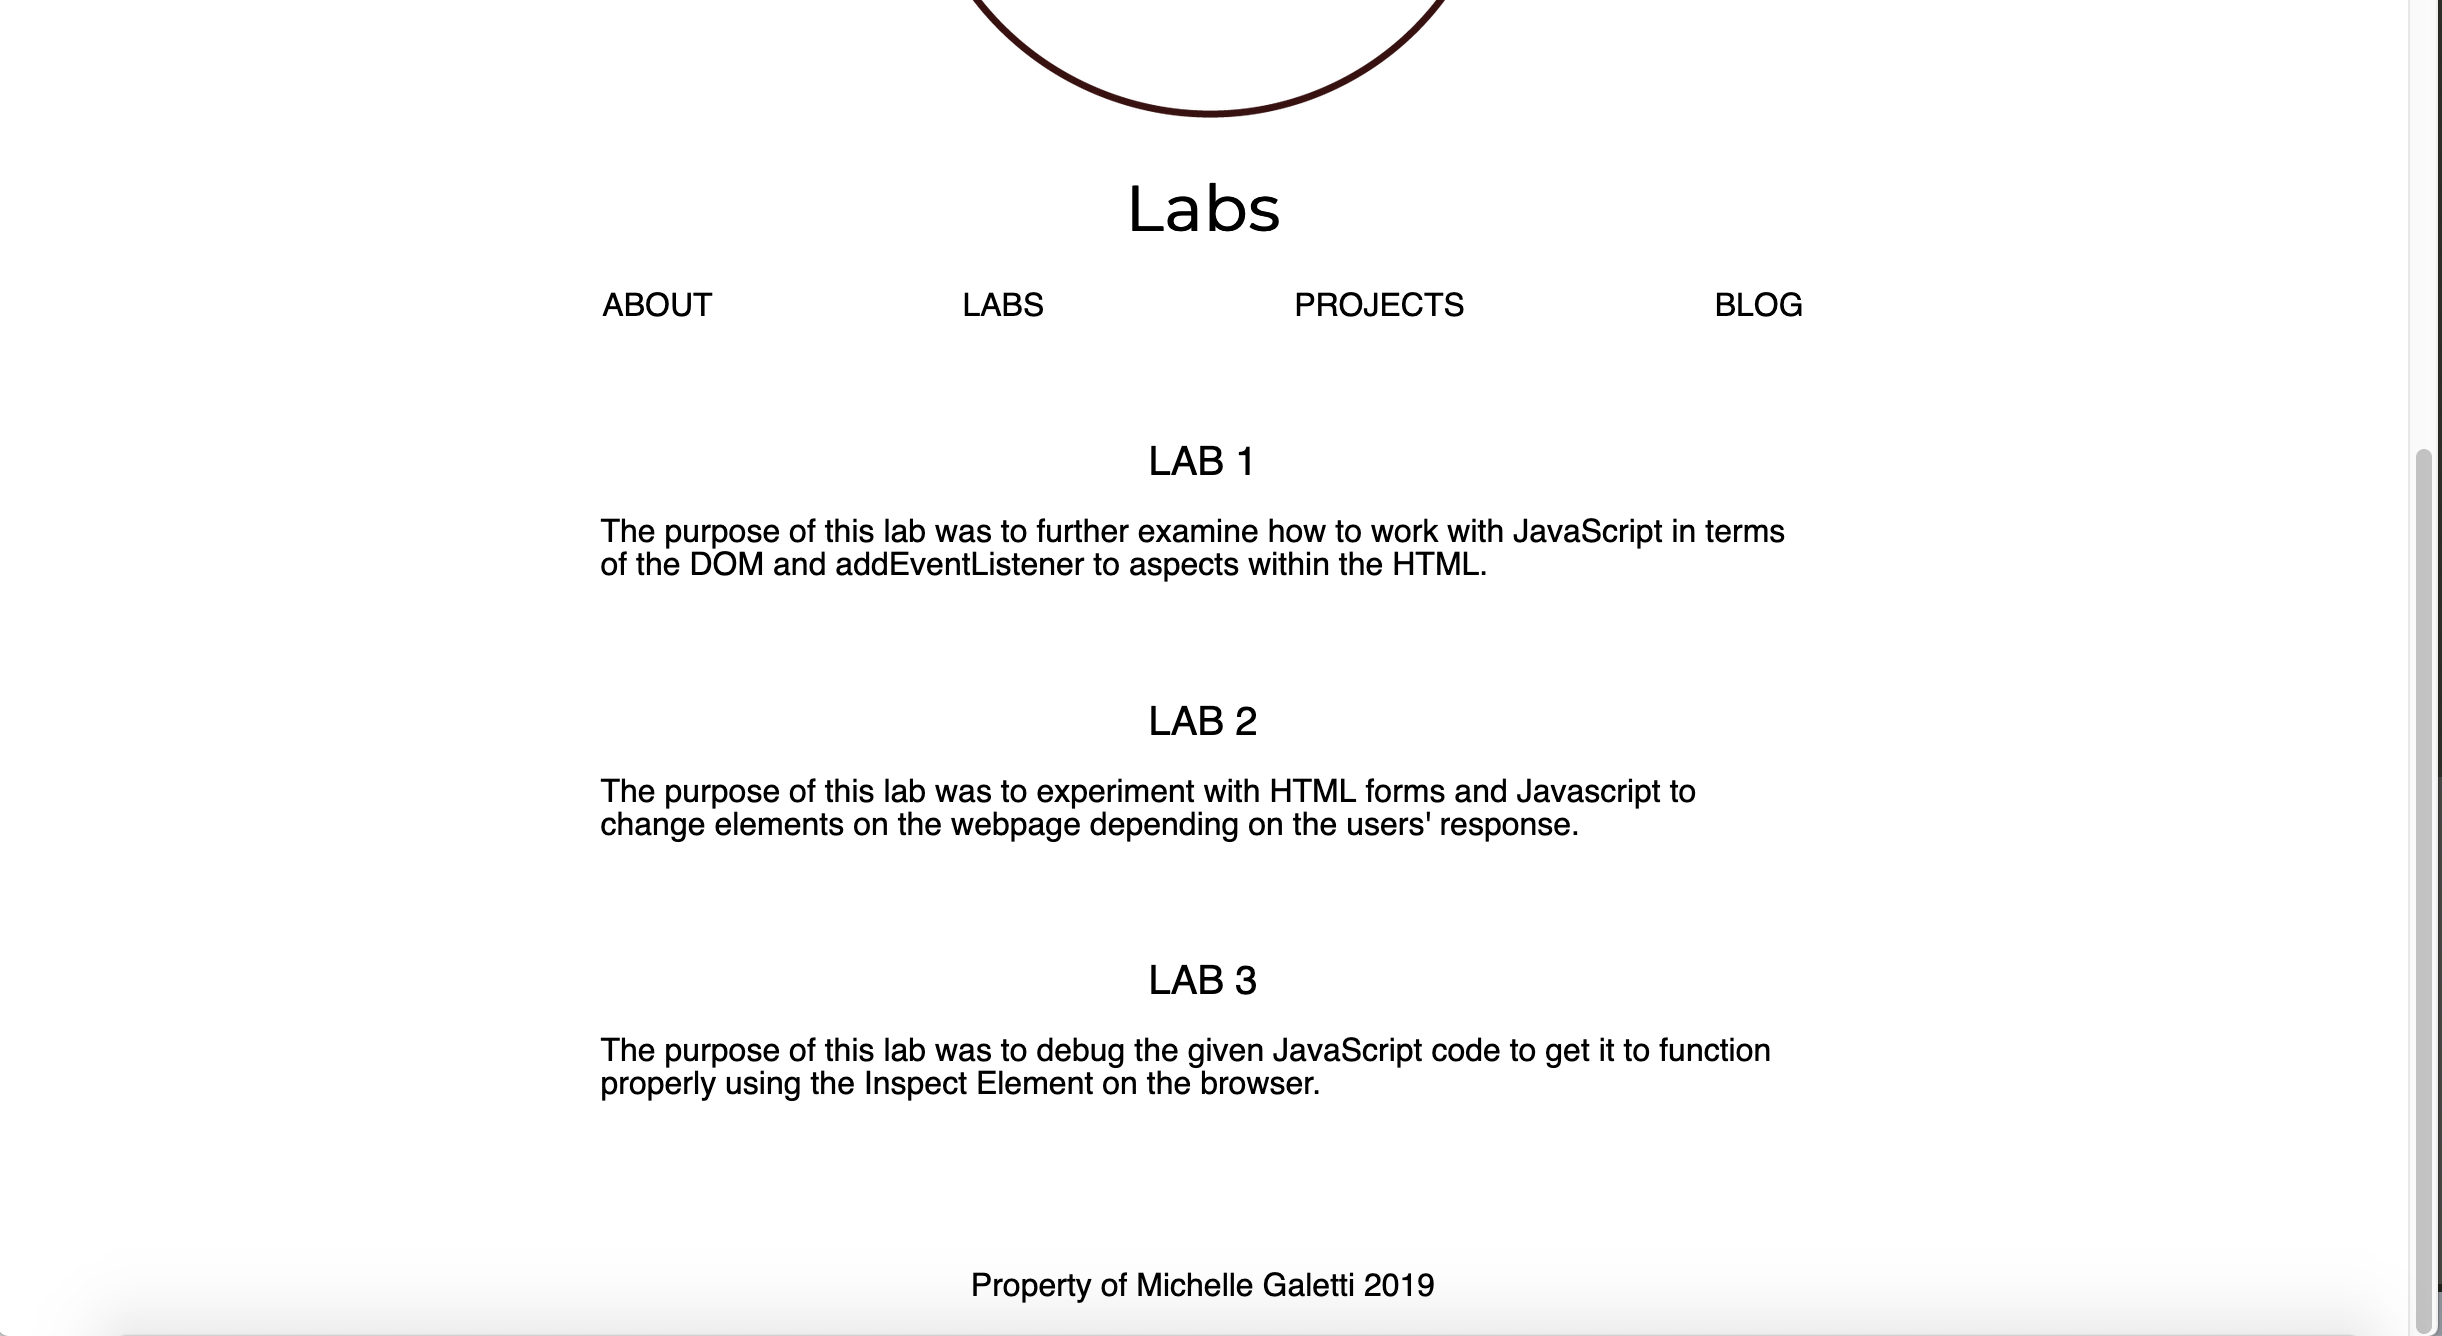 Labs
ABOUT LABS PROJECTS BLOG
LAB 1
The purpose of this lab was to further examine how to work with JavaScript in terms
of the DOM and addEventListener to aspects within the HTML.
LAB 2
The purpose of this lab was to experiment with HTML forms and Javascript to
change elements on the webpage depending on the users' response.
LAB 3
The purpose of this lab was to debug the given JavaScript code to get it to function
properly using the Inspect Element on the browser.
Property of Michelle Galetti 2019